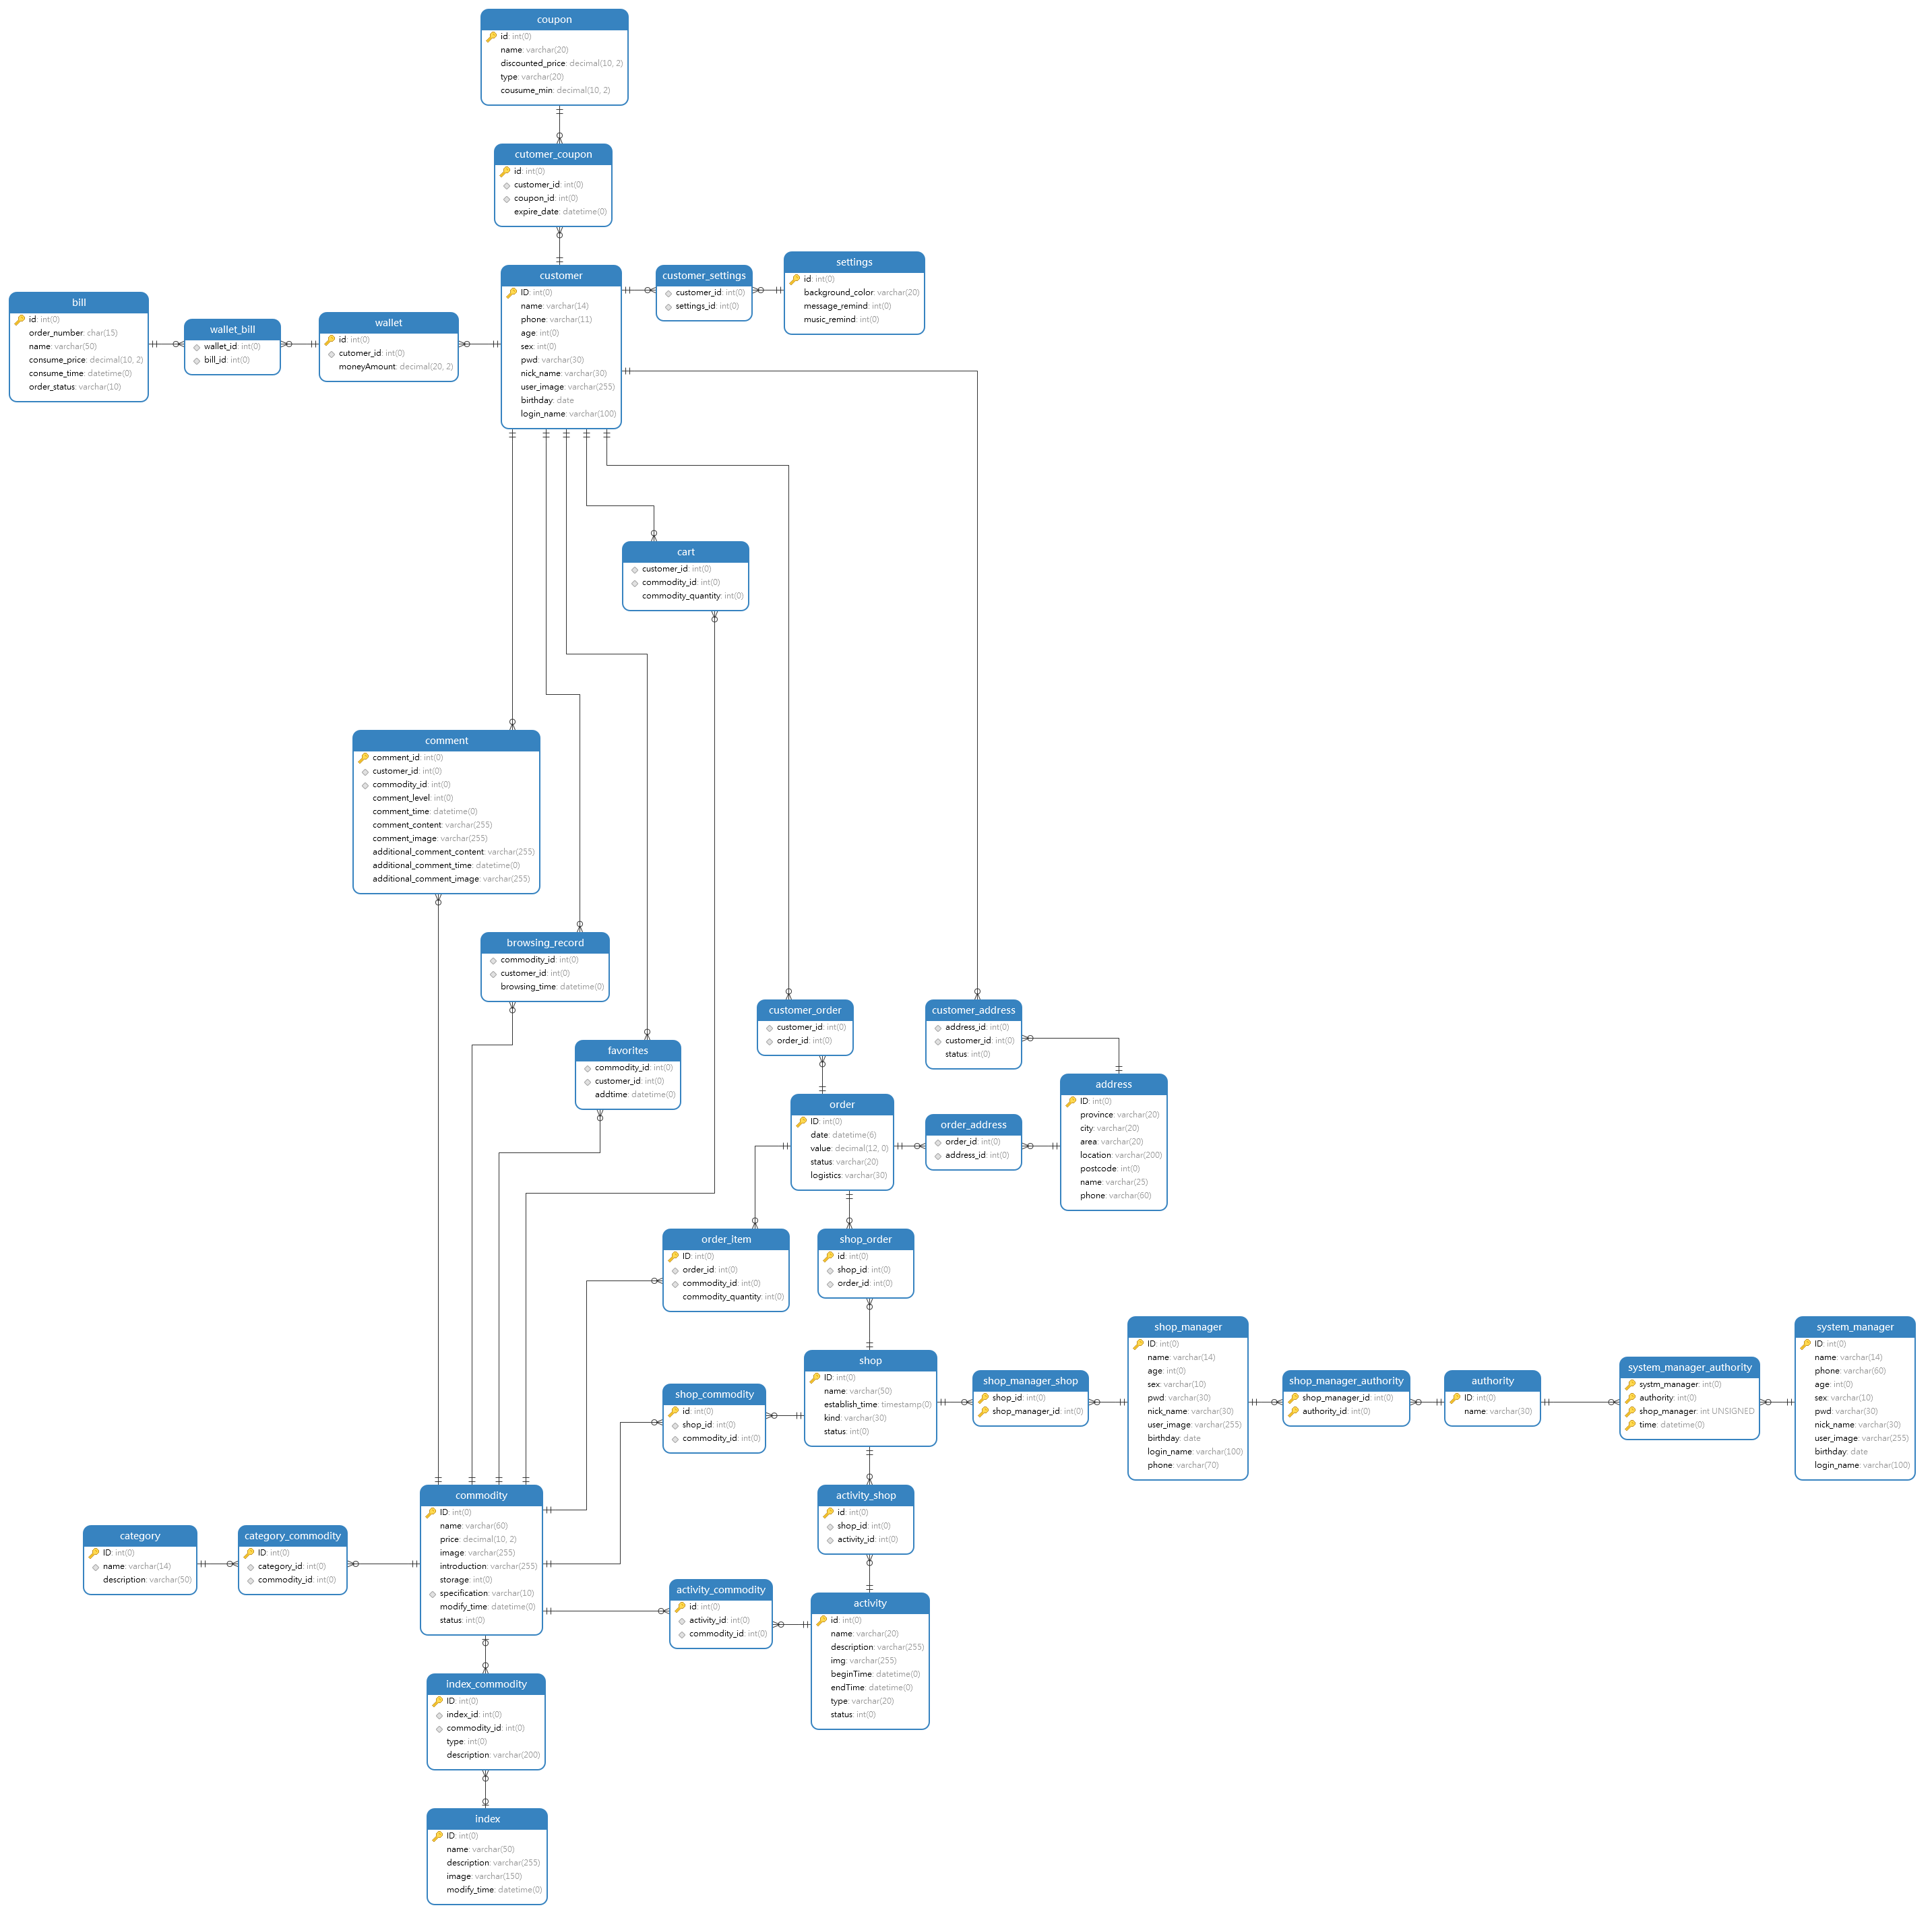 coupon
id: int(0)
name: varchar(20)
discounted_price: decimal(10, 2)
type: varchar(20)
cousume_min: decimal(10, 2)
cutomer_coupon
id: int(0)
customer_id: int(0)
coupon_id: int(0)
expire_date: datetime(0)
customer
ID: int(0)
name: varchar(14)
phone: varchar(11)
age: int(0)
sex: int(0)
pwd: varchar(30)
nick_name: varchar(30)
user_image: varchar(255)
birthday: date
login_name: varchar(100)
customer_settings
customer_id: int(0)
settings_id: int(0)
settings
id: int(0)
background_color: varchar(20)
message_remind: int(0)
music_remind: int(0)
bill
id: int(0)
order_number: char(15)
name: varchar(50)
consume_price: decimal(10, 2)
consume_time: datetime(0)
order_status: varchar(10)
wallet_bill
wallet_id: int(0)
bill_id: int(0)
wallet
id: int(0)
cutomer_id: int(0)
moneyAmount: decimal(20, 2)
cart
customer_id: int(0)
commodity_id: int(0)
commodity_quantity: int(0)
comment
comment_id: int(0)
customer_id: int(0)
commodity_id: int(0)
comment_level: int(0)
comment_time: datetime(0)
comment_content: varchar(255)
comment_image: varchar(255)
additional_comment_content: varchar(255)
additional_comment_time: datetime(0)
additional_comment_image: varchar(255)
browsing_record
commodity_id: int(0)
customer_id: int(0)
browsing_time: datetime(0)
favorites
commodity_id: int(0)
customer_id: int(0)
addtime: datetime(0)
customer_order
customer_id: int(0)
order_id: int(0)
customer_address
address_id: int(0)
customer_id: int(0)
status: int(0)
address
ID: int(0)
province: varchar(20)
city: varchar(20)
area: varchar(20)
location: varchar(200)
postcode: int(0)
name: varchar(25)
phone: varchar(60)
order
ID: int(0)
date: datetime(6)
value: decimal(12, 0)
status: varchar(20)
logistics: varchar(30)
order_address
order_id: int(0)
address_id: int(0)
order_item
ID: int(0)
order_id: int(0)
commodity_id: int(0)
commodity_quantity: int(0)
shop_order
id: int(0)
shop_id: int(0)
order_id: int(0)
shop
ID: int(0)
name: varchar(50)
establish_time: timestamp(0)
kind: varchar(30)
status: int(0)
shop_commodity
id: int(0)
shop_id: int(0)
commodity_id: int(0)
shop_manager_shop
shop_id: int(0)
shop_manager_id: int(0)
shop_manager
ID: int(0)
name: varchar(14)
age: int(0)
sex: varchar(10)
pwd: varchar(30)
nick_name: varchar(30)
user_image: varchar(255)
birthday: date
login_name: varchar(100)
phone: varchar(70)
shop_manager_authority
shop_manager_id: int(0)
authority_id: int(0)
authority
ID: int(0)
name: varchar(30)
system_manager_authority
systm_manager: int(0)
authority: int(0)
shop_manager: int UNSIGNED
time: datetime(0)
system_manager
ID: int(0)
name: varchar(14)
phone: varchar(60)
age: int(0)
sex: varchar(10)
pwd: varchar(30)
nick_name: varchar(30)
user_image: varchar(255)
birthday: date
login_name: varchar(100)
commodity
ID: int(0)
name: varchar(60)
price: decimal(10, 2)
image: varchar(255)
introduction: varchar(255)
storage: int(0)
specification: varchar(10)
modify_time: datetime(0)
status: int(0)
category
ID: int(0)
name: varchar(14)
description: varchar(50)
category_commodity
ID: int(0)
category_id: int(0)
commodity_id: int(0)
activity_shop
id: int(0)
shop_id: int(0)
activity_id: int(0)
activity_commodity
id: int(0)
activity_id: int(0)
commodity_id: int(0)
activity
id: int(0)
name: varchar(20)
description: varchar(255)
img: varchar(255)
beginTime: datetime(0)
endTime: datetime(0)
type: varchar(20)
status: int(0)
index_commodity
ID: int(0)
index_id: int(0)
commodity_id: int(0)
type: int(0)
description: varchar(200)
index
ID: int(0)
name: varchar(50)
description: varchar(255)
image: varchar(150)
modify_time: datetime(0)